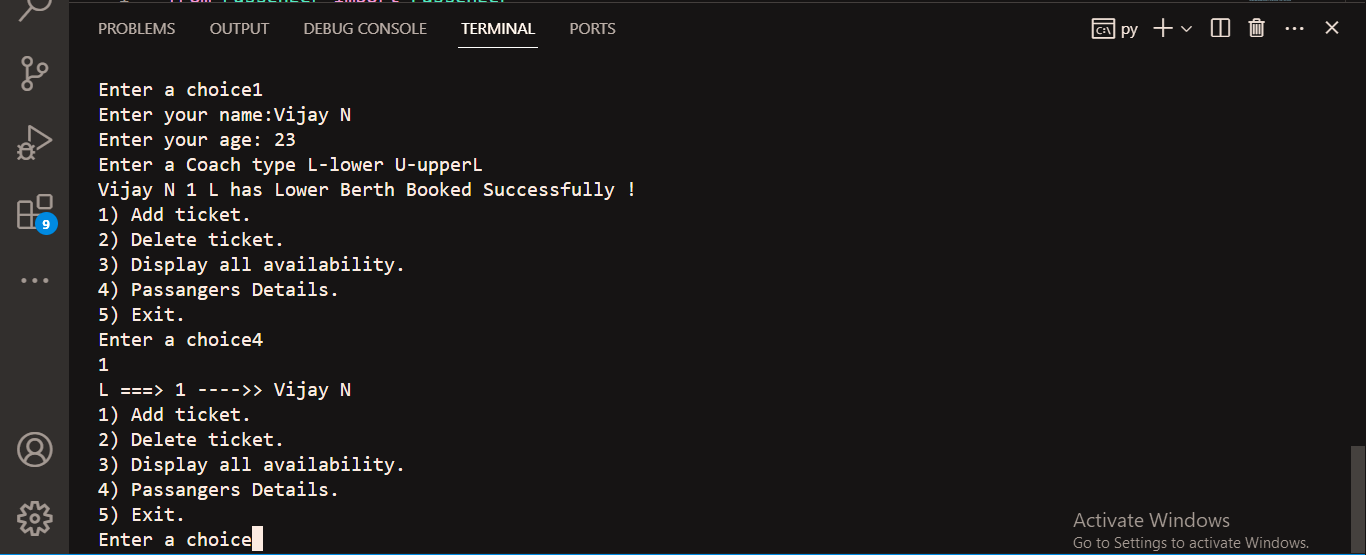 PROBLEMS OUTPUT DEBUG CONSOLE TERMINAL PORTS py
Enter a choice1
Enter your name:Vijay N
Enter your age: 23
Enter a Coach type L-lower U-upperL
Vijay N 1 L has Lower Berth Booked Successfully !
1) Add ticket.
2) Delete ticket.
3) Display all availability.
4) Passangers Details.
5) Exit.
Enter a choice4
1
L ===> 1 ---->> Vijay N
1) Add ticket.
2) Delete ticket.
3) Display all availability.
4) Passangers Details.
5) Exit.
Enter a choice
9
Activate Windows
Go to Settings to activate Windows.